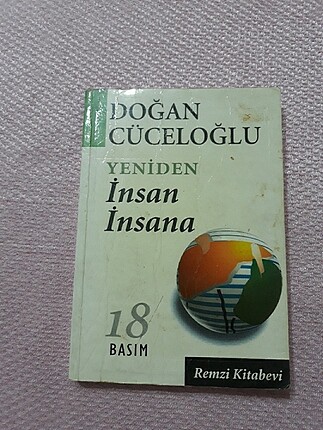 DOĞAN
CÜCELOĞLU
YENİDEN
İnsan
İnsana
18
BASIM
Remzi Kitabevi